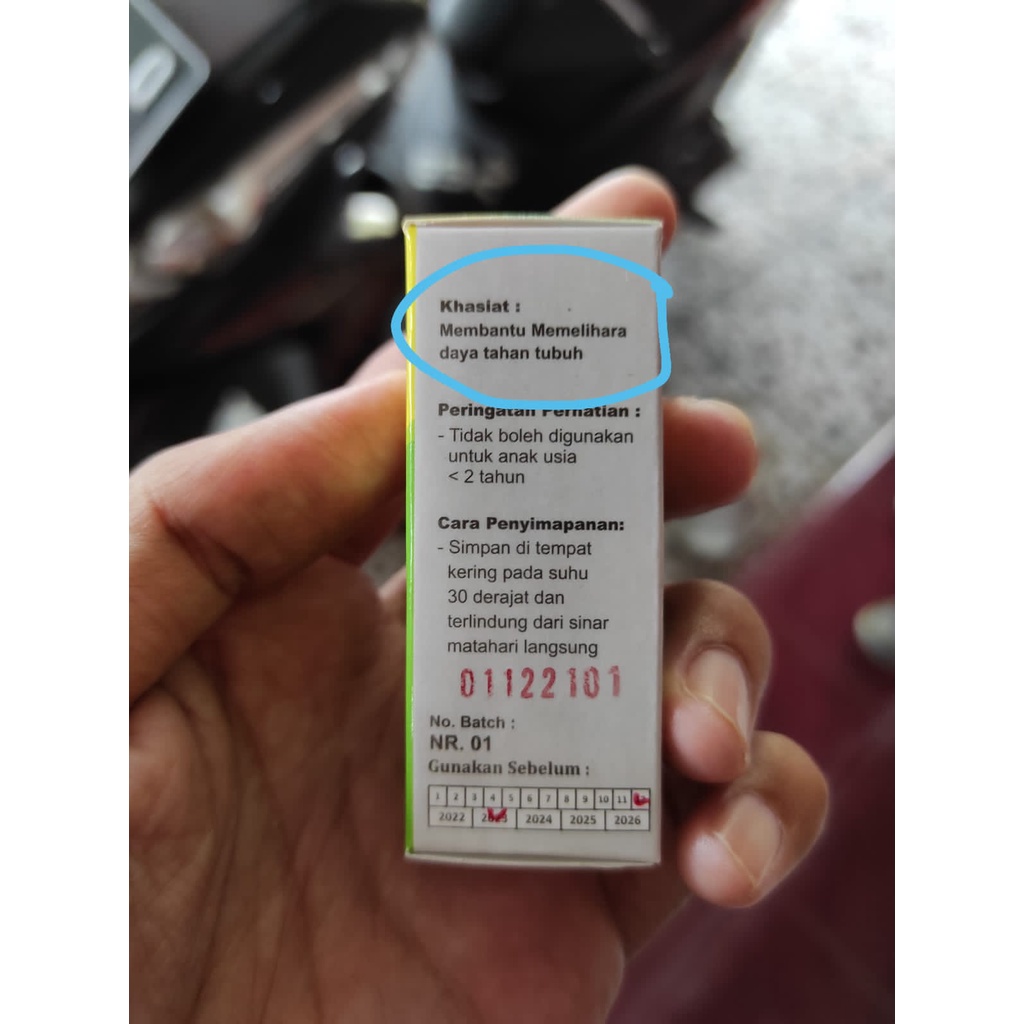 Khasiat :
Membantu Memelihara
daya tahan tubuh
Peringatan Perhatian :
- Tidak boleh digunakan
untuk anak usia
< 2 tahun
Cara Penyimapanan:
- Simpan di tempat
kering pada suhu
30 derajat dan
terlindung dari sinar
matahari langsung
01122101
No. Batch :
NR. 01
Gunakan Sebelum :
1 2 3 4 5 6 7 8 9 10 11
2022 2023 2024 2025 2026